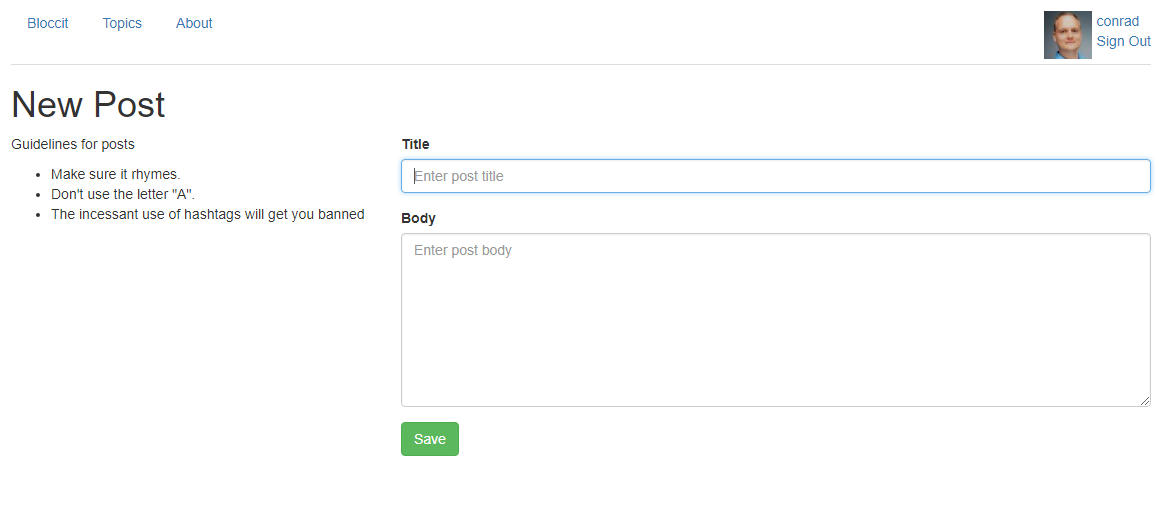 Bloccit Topics About conrad
Sign Out
New Post
Guidelines for posts
Make sure it rhymes.
Don't use the letter "A".
The incessant use of hashtags will get you banned
Title
Enter post title
Body
Enter post body
Save